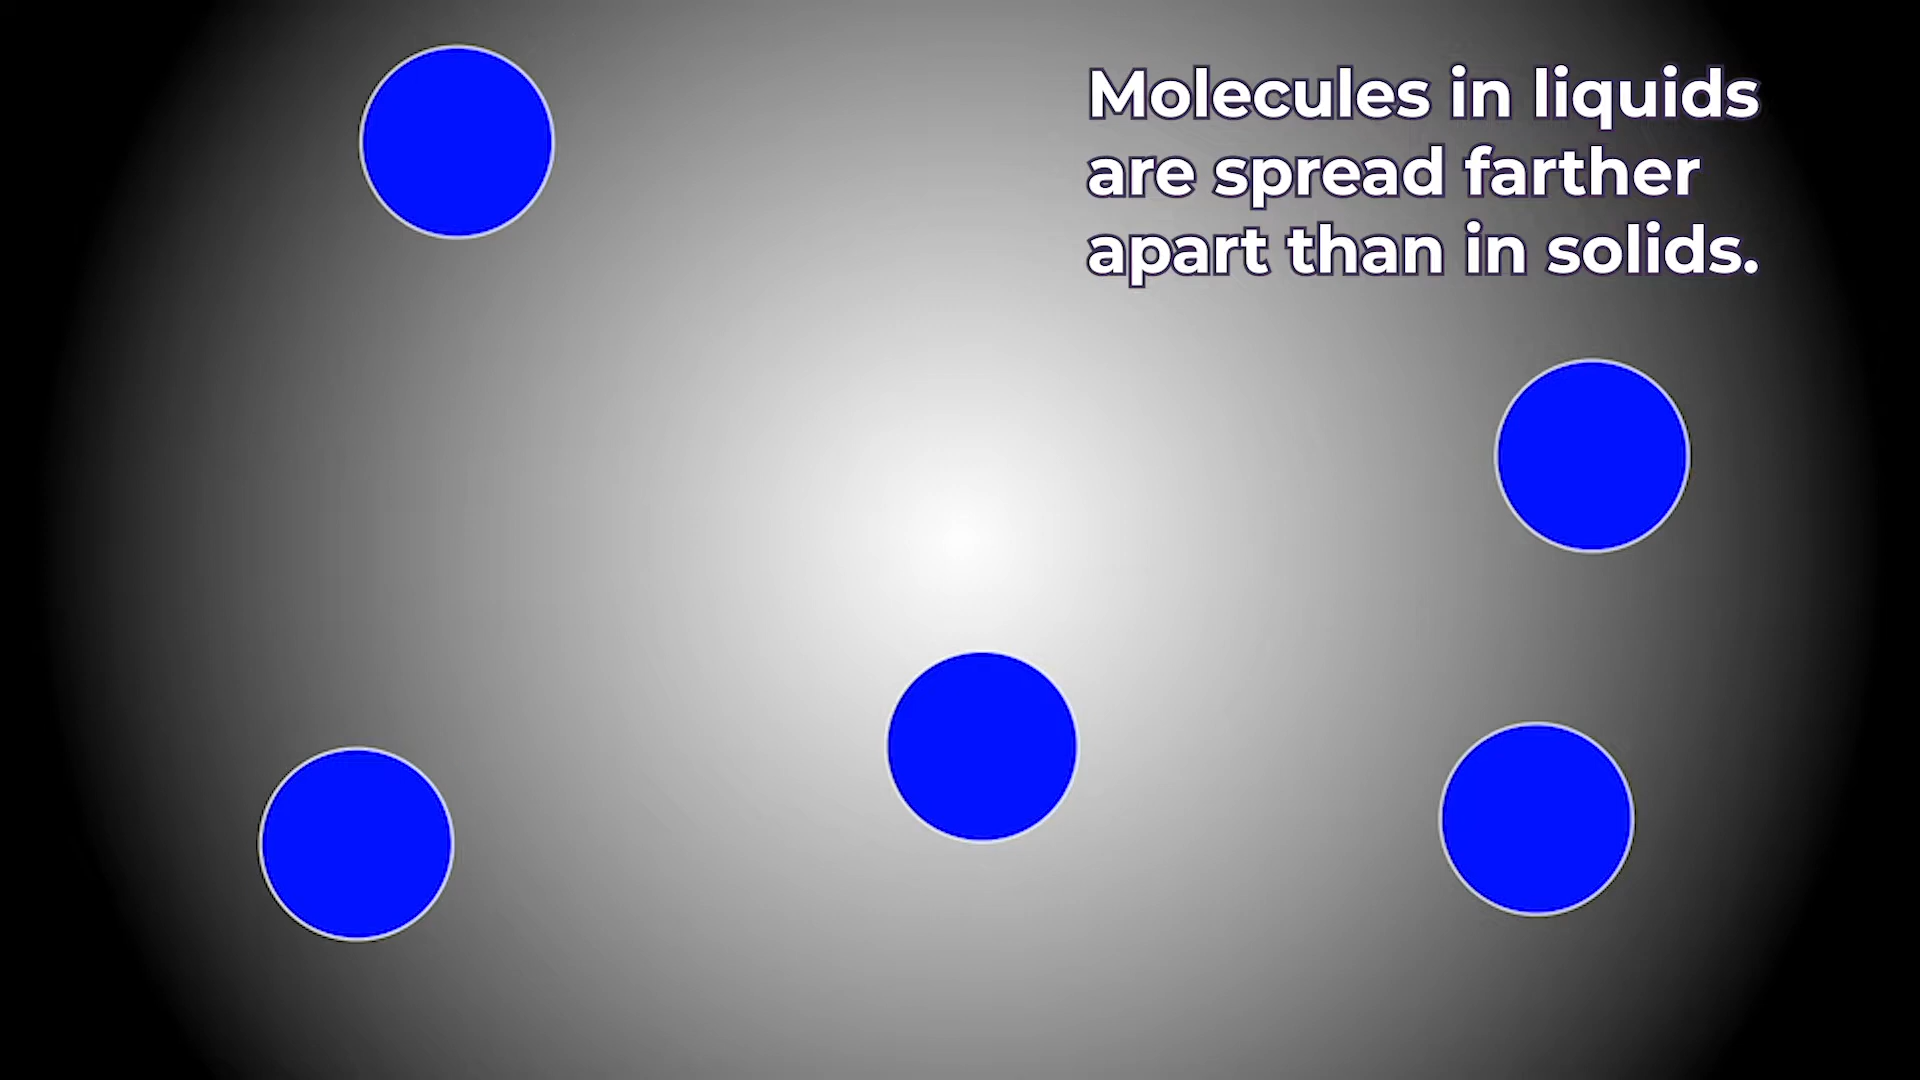 Molecules in liquids
are spread farther
apart than in solids.